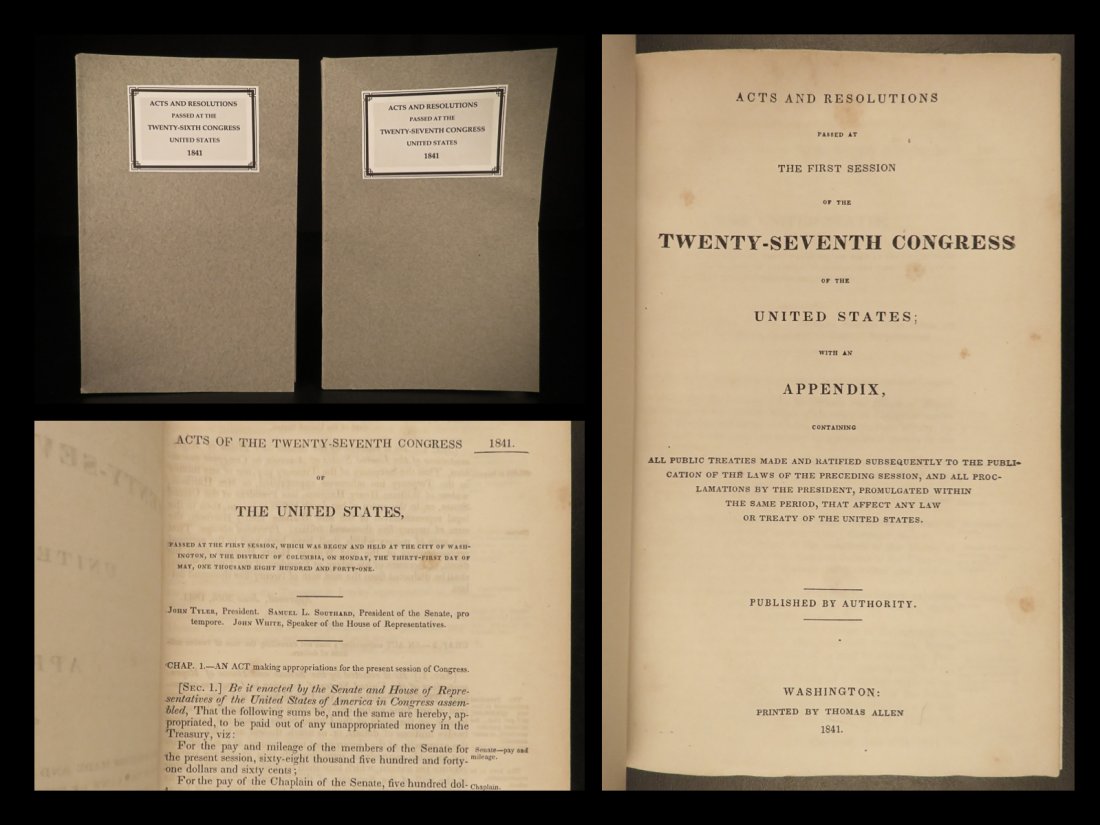 ACTS AND RESOLUTIONS
PASSED AT THE
TWENTY-SIXTH CONGRESS
UNITED STATES
1841
ACTS AND RESOLUTIONS
PASSED AT THE
TWENTY-SEVENTH CONGRESS
UNITED STATES
1841
ACTS OF THE TWENTY-SEVENTH CONGRESS
1841.
OF
THE UNITED STATES,
PASSED AT THE FIRST SESSION, WHICH WAS BEGUN AND HELD AT THE CITY OF WASH-
INGTON, IN THE DISTRICT OF COLUMBIA, ON MONDAY, THE THIRTY-FIRST DAY OF
MAY, ONE THOUSAND EIGHT HUNDRED AND FORTY-ONE.
JOHN TYLER, President. SAMUEL L. SOUTHARD, President of the Senate, pro
tempore. JOHN WHITE, Speaker of the House of Representatives.
CHAP. 1.—AN ACT making appropriations for the present session of Congress.
[SEC. 1.] Be it enacted by the Senate and House of Repre-
sentatives of the United States of America in Congress assem-
bled, That the following sums be, and the same are hereby, ap-
propriated, to be paid out of any unappropriated money in the
Treasury, viz:
For the pay and mileage of the members of the Senate for
the present session, sixty-eight thousand five hundred and forty-
one dollars and sixty cents;
Senate—pay and
mileage.
For the pay of the Chaplain of the Senate, five hundred dol-
Chaplain.
ACTS AND RESOLUTIONS
PASSED AT
THE FIRST SESSION
OF THE
TWENTY-SEVENTH CONGRESS
OF THE
UNITED STATES;
WITH AN
APPENDIX,
CONTAINING
ALL PUBLIC TREATIES MADE AND RATIFIED SUBSEQUENTLY TO THE PUBLI-
CATION OF THE LAWS OF THE PRECEDING SESSION, AND ALL PROC-
LAMATIONS BY THE PRESIDENT, PROMULGATED WITHIN
THE SAME PERIOD, THAT AFFECT ANY LAW
OR TREATY OF THE UNITED STATES.
PUBLISHED BY AUTHORITY.
WASHINGTON:
PRINTED BY THOMAS ALLEN
1841.